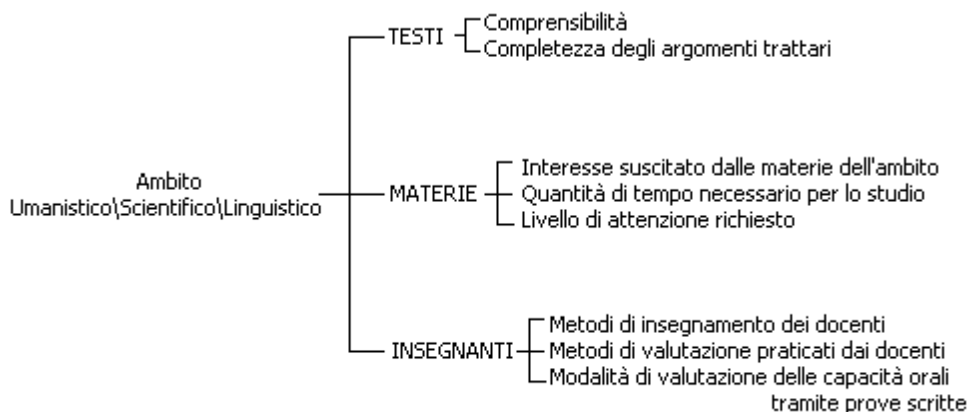 TESTI
Comprensibilità
Completezza degli argomenti trattari
Ambito
Umanistico\Scientifico\Linguistico
MATERIE
Interesse suscitato dalle materie dell'ambito
Quantità di tempo necessario per lo studio
Livello di attenzione richiesto
INSEGNANTI
Metodi di insegnamento dei docenti
Metodi di valutazione praticati dai docenti
Modalità di valutazione delle capacità orali
tramite prove scritte